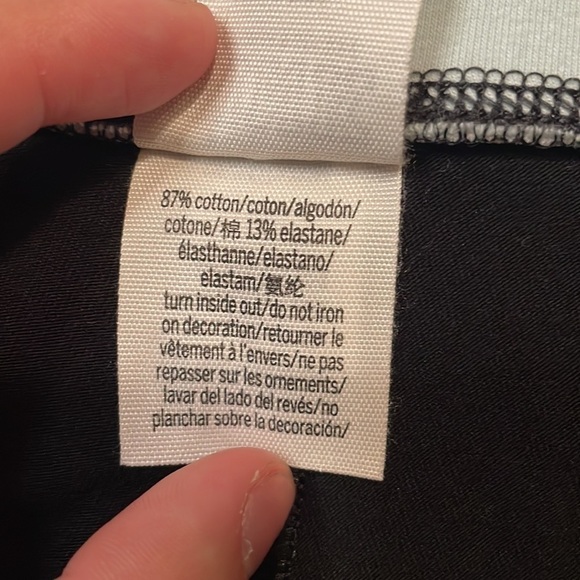 87% cotton/coton/algodón/
cotone/棉 13% elastane/
élasthanne/elastano/
elastam/氨纶
turn inside out/do not iron
on decoration/retourner le
vêtement à l'envers/ne pas
repasser sur les ornements/
lavar del lado del revés/no
planchar sobre la decoración/